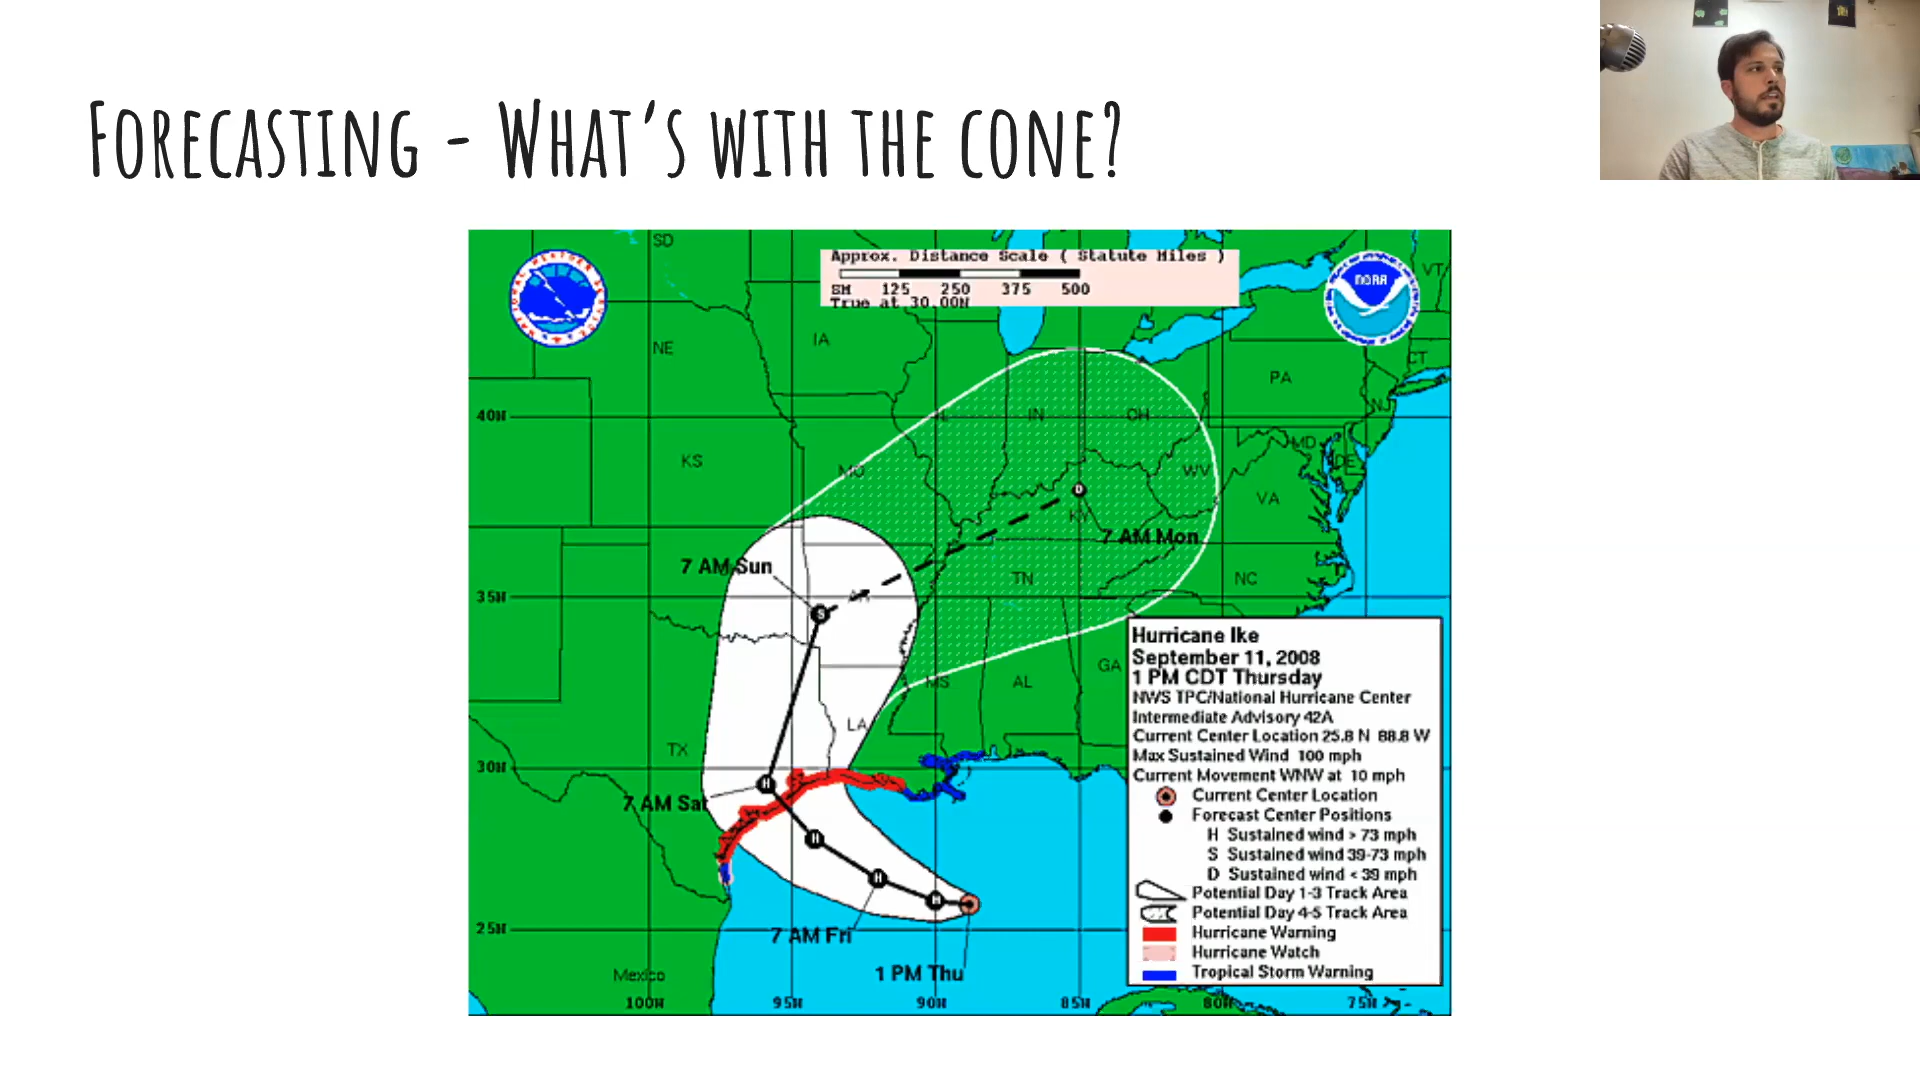 FORECASTING - WHAT'S WITH THE CONE?
Approx. Distance Scale ( Statute Miles )
SM 125 250 375 500
True at 30.00N
NOAA
SD
VT
NE
IA
CT
PA
NJ
40N
IL
IN
OH
MD
DE
KS
MO
WV
VA
KY
7 AM Mon
7 AM Sun
TN
NC
35N
AR
MS
AL
GA
LA
TX
30N
7 AM Sat
25N
7 AM Fri
1 PM Thu
Mexico
H
H
H
H
S
D
100W 95W 90W 85W 80W 75W
Hurricane Ike
September 11, 2008
1 PM CDT Thursday
NWS TPC/National Hurricane Center
Intermediate Advisory 42A
Current Center Location 25.8 N 88.8 W
Max Sustained Wind 100 mph
Current Movement WNW at 10 mph
Current Center Location
Forecast Center Positions
H Sustained wind > 73 mph
S Sustained wind 39-73 mph
D Sustained wind < 39 mph
Potential Day 1-3 Track Area
Potential Day 4-5 Track Area
Hurricane Warning
Hurricane Watch
Tropical Storm Warning